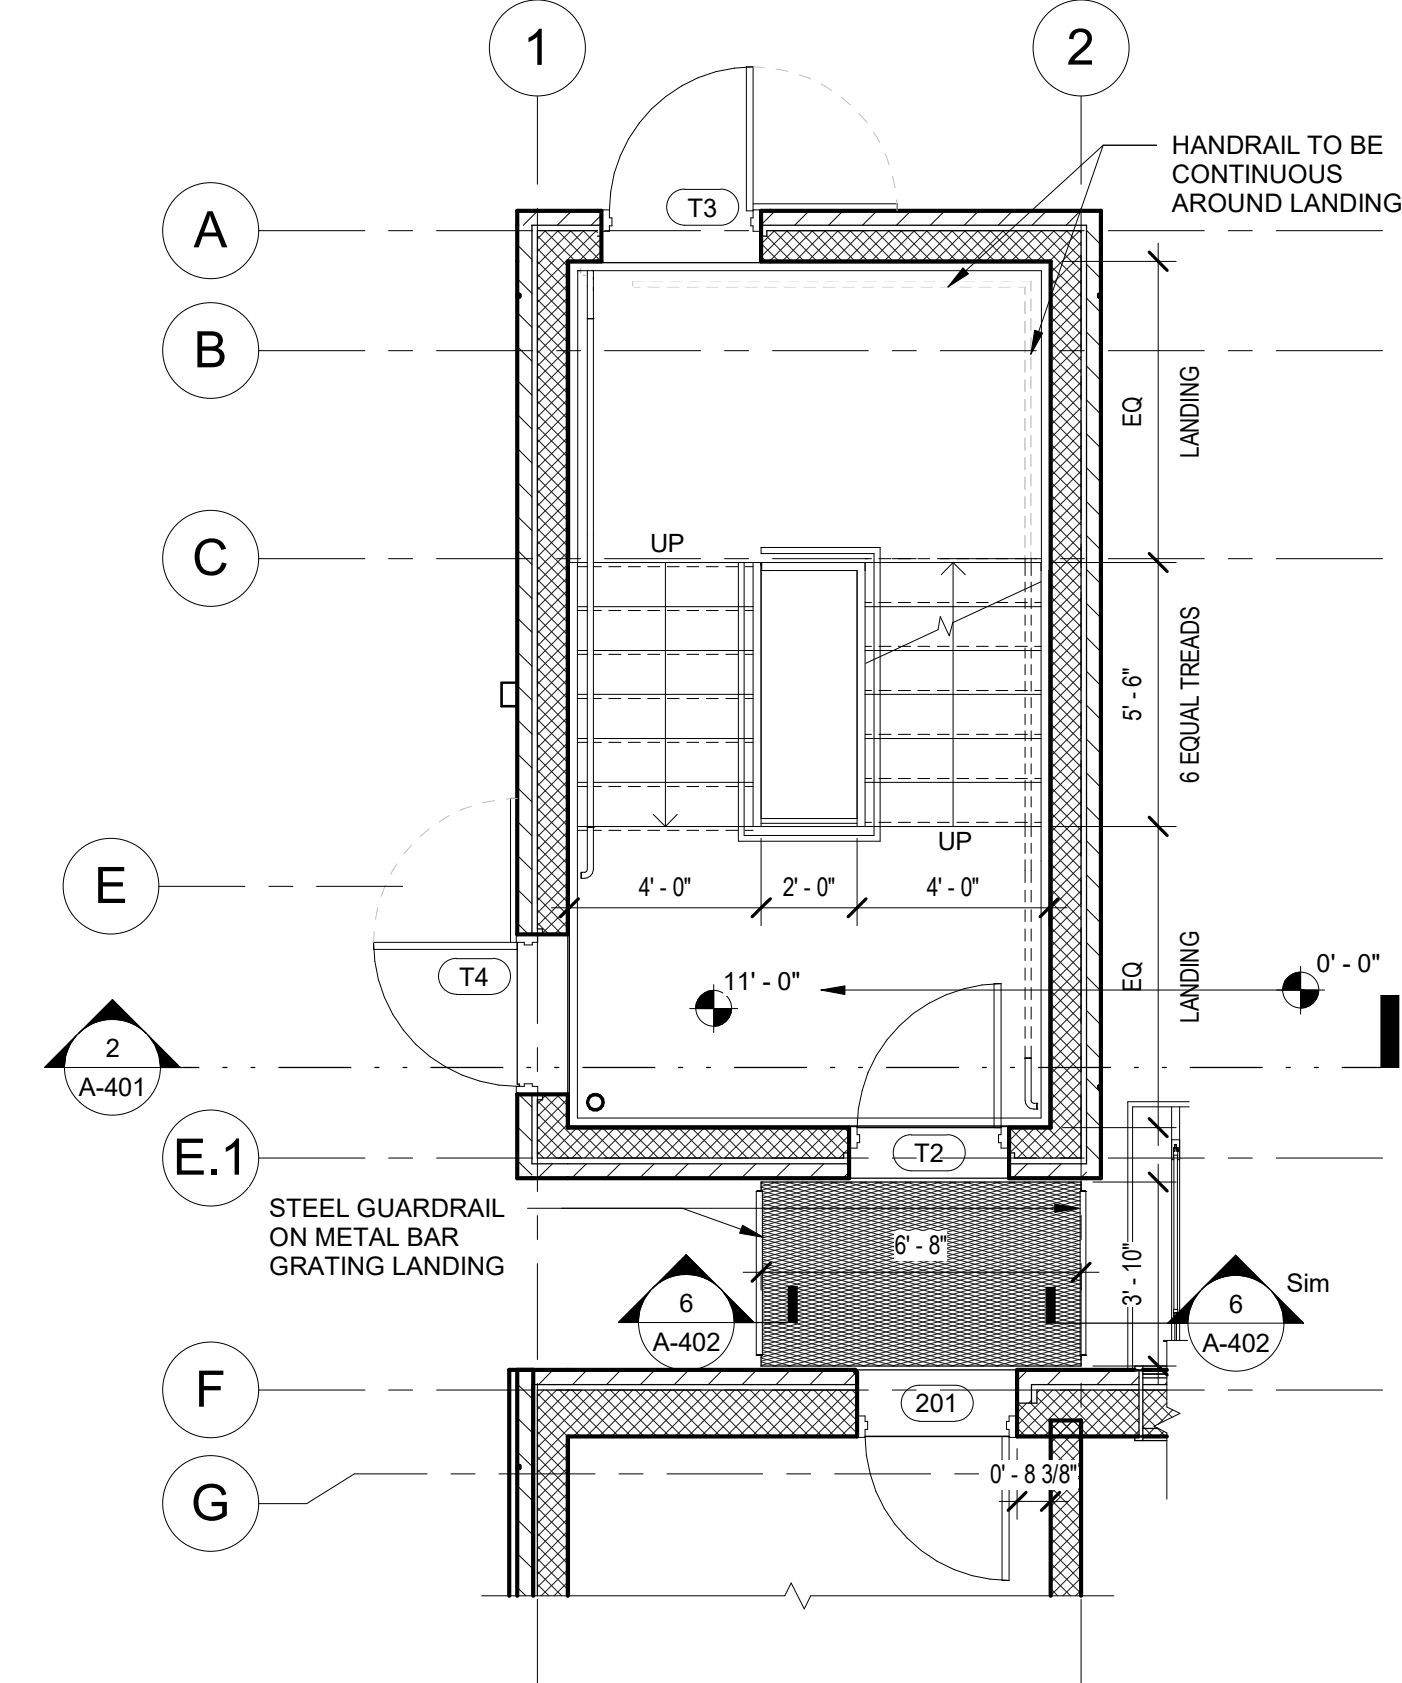 1
2
HANDRAIL TO BE
CONTINUOUS
AROUND LANDING
T3
A
B
EQ
LANDING
C
UP
5' - 6"
6 EQUAL TREADS
UP
E
4' - 0"
2' - 0"
4' - 0"
T4
11' - 0"
EQ
LANDING
0' - 0"
2
A-401
E.1
T2
STEEL GUARDRAIL
ON METAL BAR
GRATING LANDING
6' - 8"
3' - 10"
6
A-402
6
A-402
Sim
F
201
G
0' - 8 3/8"